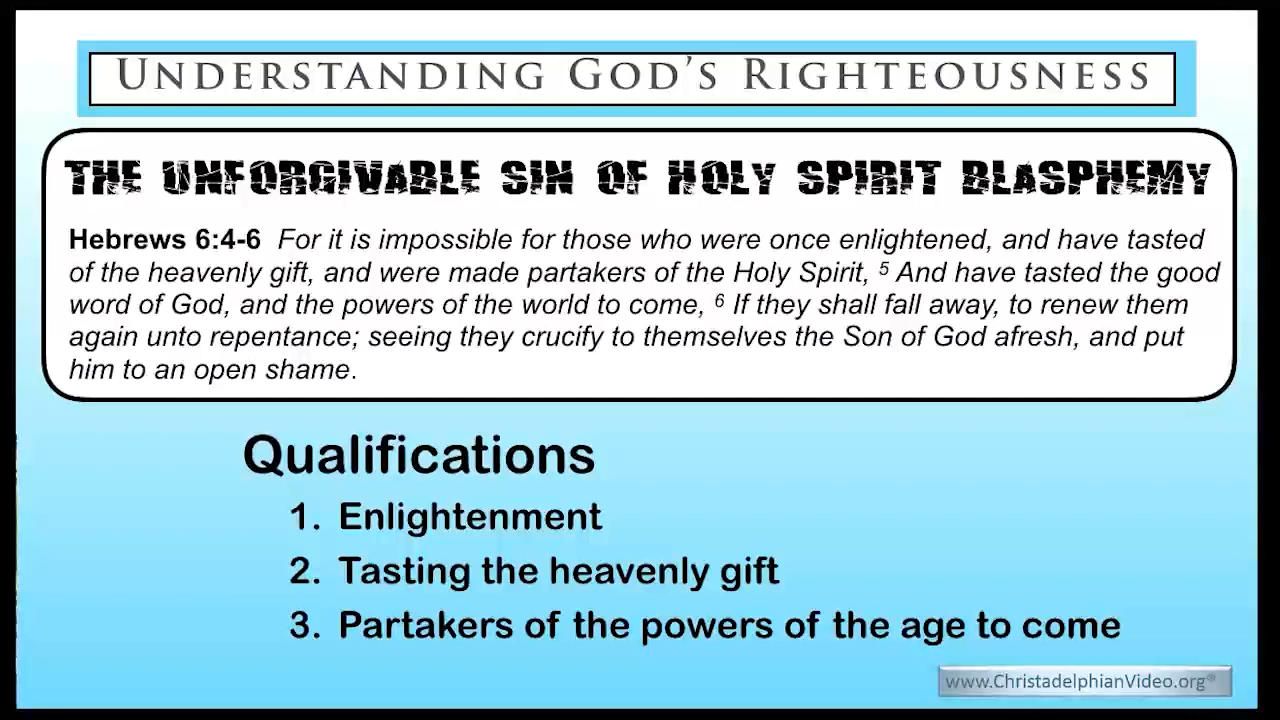 UNDERSTANDING GOD'S RIGHTEOUSNESS
THE UNFORGIVABLE SIN OF HOLY SPIRIT BLASPHEMY
Hebrews 6:4-6 For it is impossible for those who were once enlightened, and have tasted
of the heavenly gift, and were made partakers of the Holy Spirit, 5 And have tasted the good
word of God, and the powers of the world to come, 6 If they shall fall away, to renew them
again unto repentance; seeing they crucify to themselves the Son of God afresh, and put
him to an open shame.
Qualifications
1. Enlightenment
2. Tasting the heavenly gift
3. Partakers of the powers of the age to come
www.ChristadelphianVideo.org®